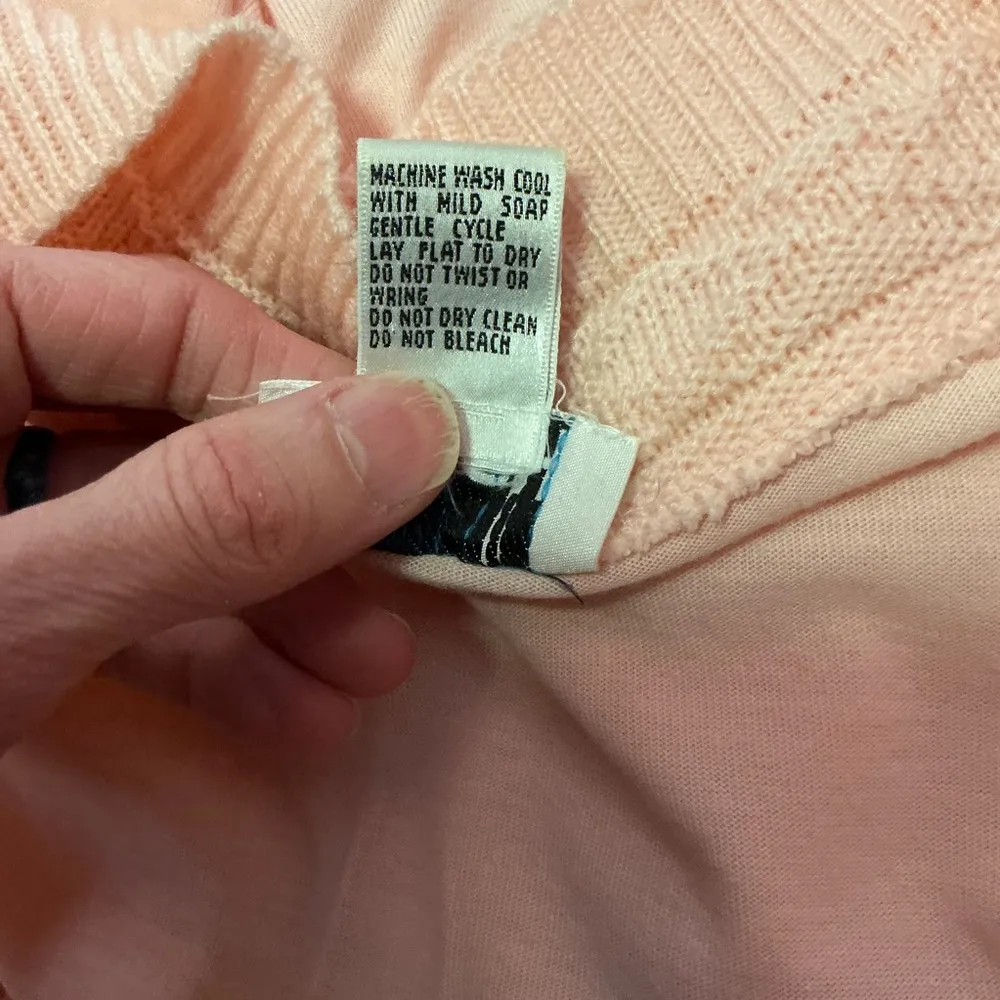 MACHINE WASH COOL
WITH MILD SOAP
GENTLE CYCLE
LAY FLAT TO DRY
DO NOT TWIST OR
WRING
DO NOT DRY CLEAN
DO NOT BLEACH